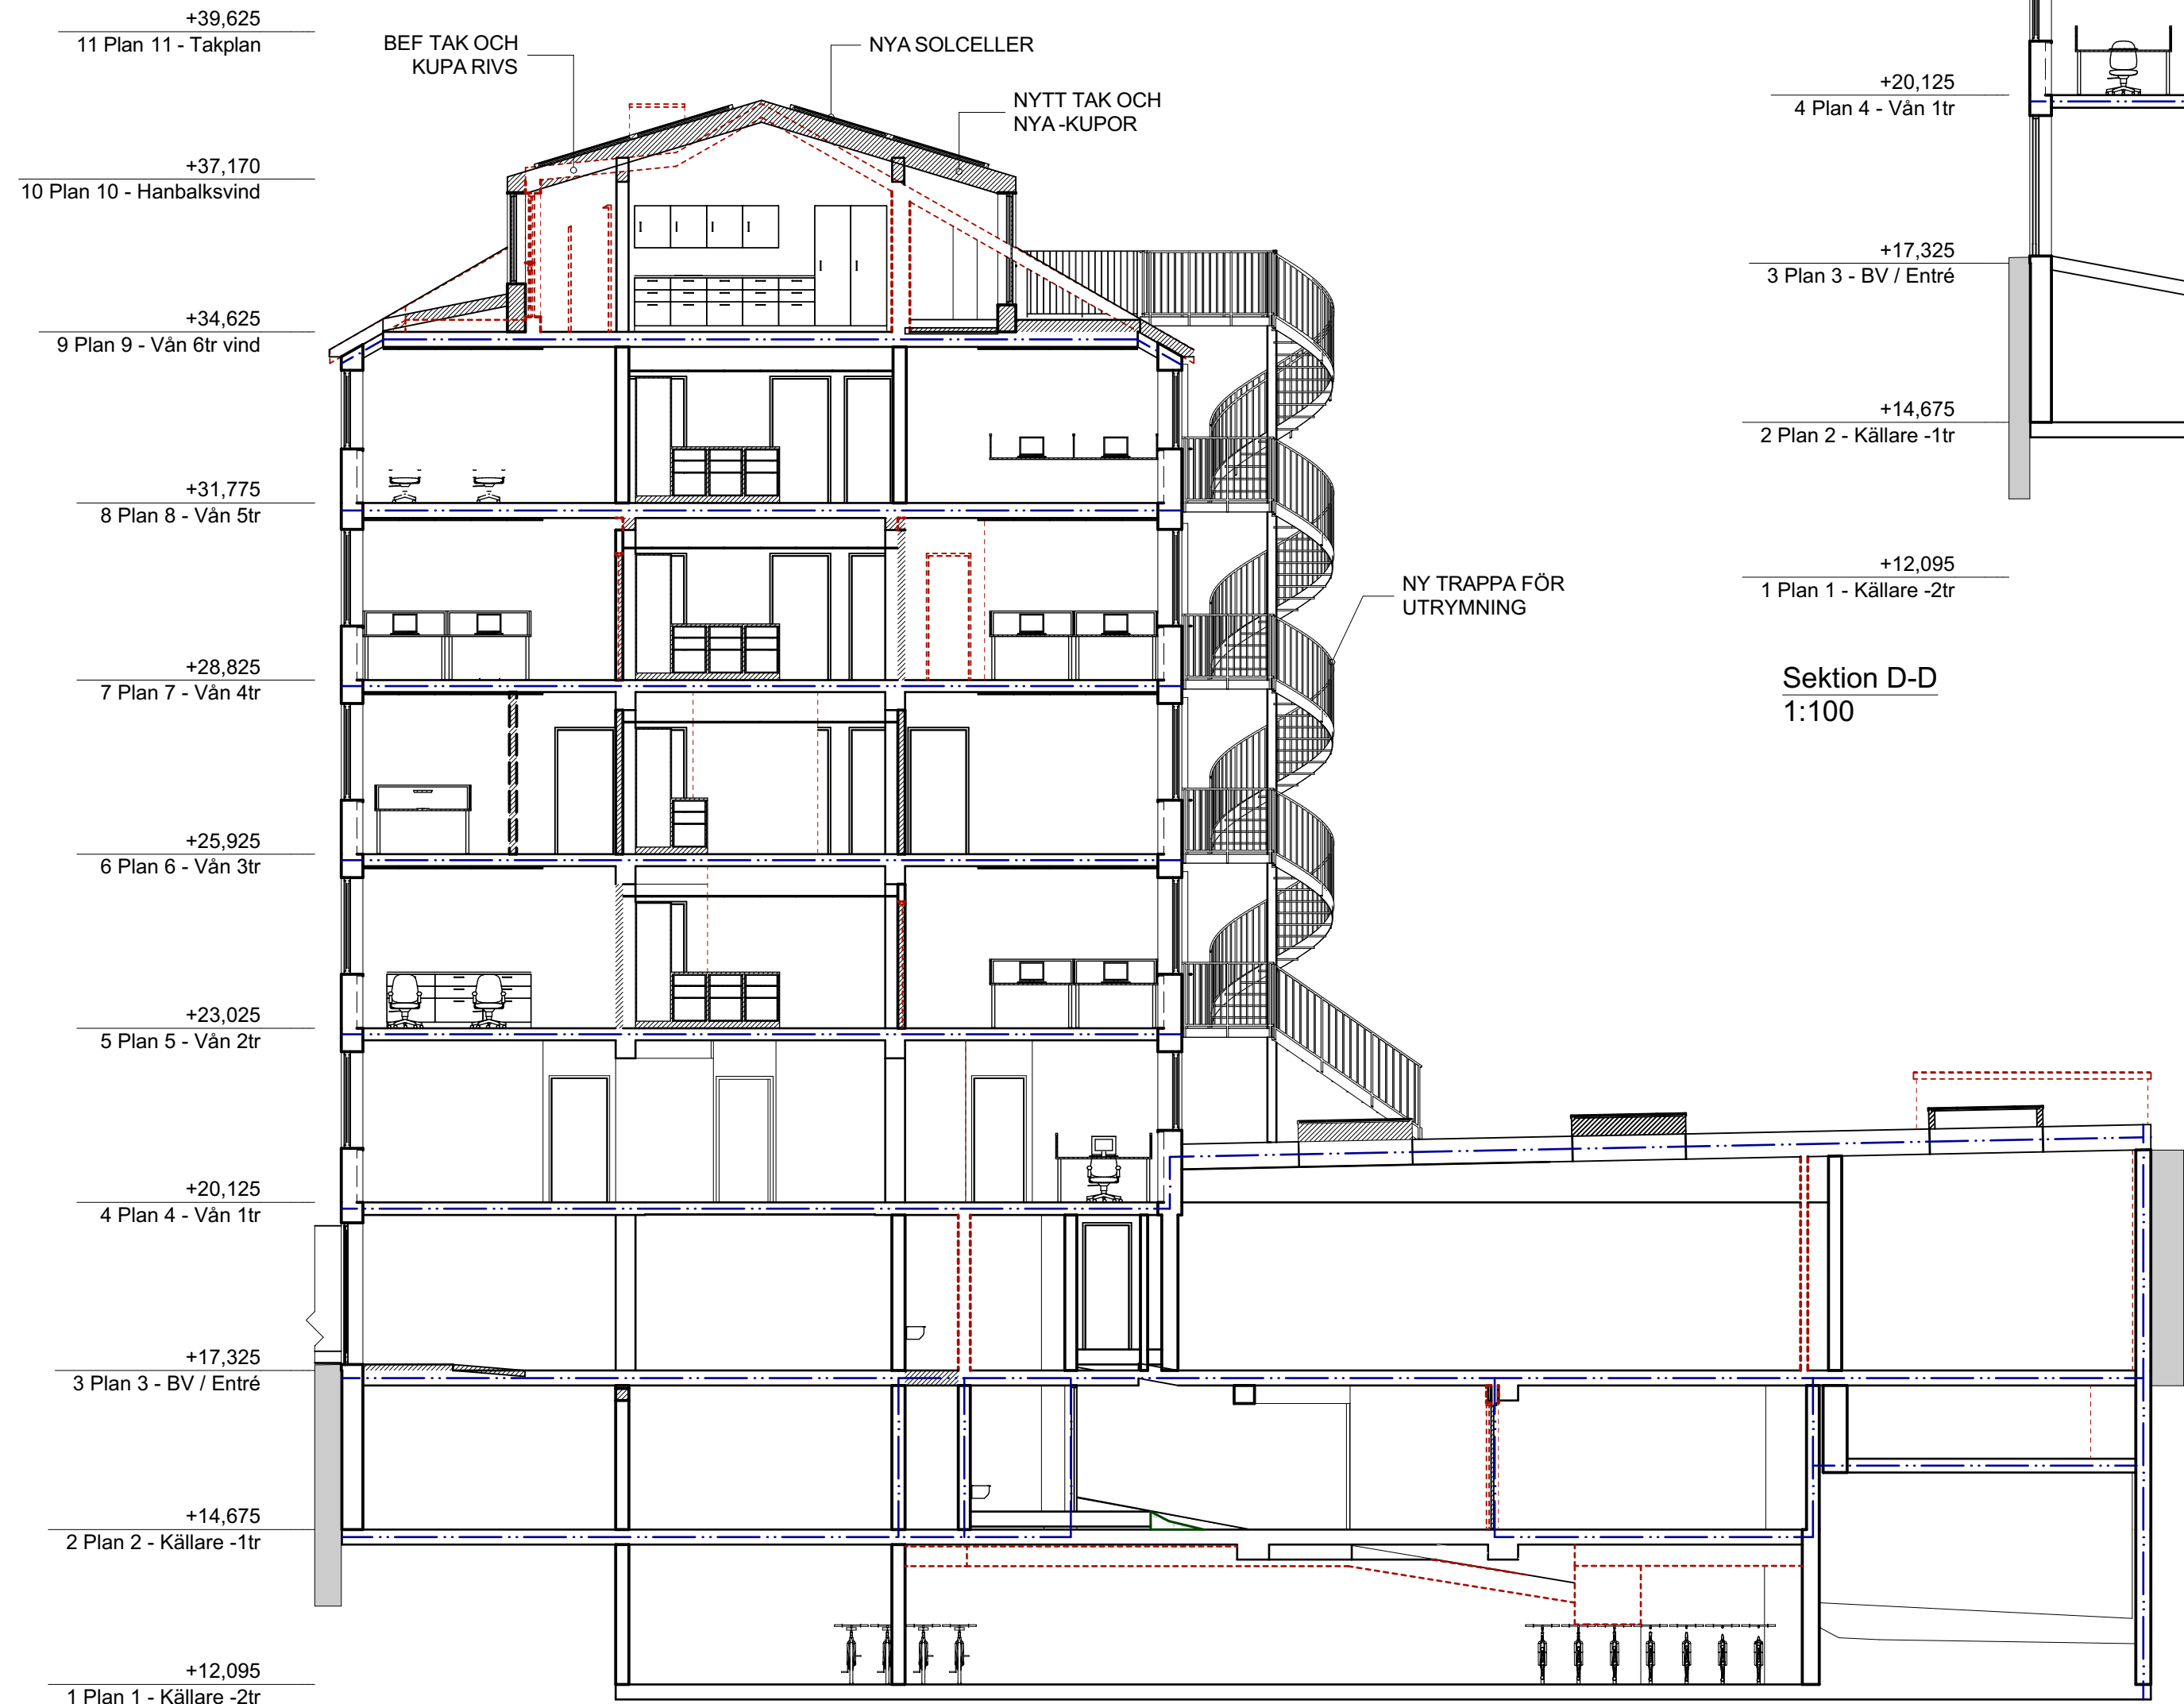 +39,625
11 Plan 11 - Takplan
BEF TAK OCH
KUPA RIVS
NYA SOLCELLER
NYTT TAK OCH
NYA -KUPOR
+37,170
10 Plan 10 - Hanbalksvind
+34,625
9 Plan 9 - Vån 6tr vind
+31,775
8 Plan 8 - Vån 5tr
NY TRAPPA FÖR
UTRYMNING
+28,825
7 Plan 7 - Vån 4tr
+25,925
6 Plan 6 - Vån 3tr
+23,025
5 Plan 5 - Vån 2tr
+20,125
4 Plan 4 - Vån 1tr
+17,325
3 Plan 3 - BV / Entré
+14,675
2 Plan 2 - Källare -1tr
+12,095
1 Plan 1 - Källare -2tr
+20,125
4 Plan 4 - Vån 1tr
+17,325
3 Plan 3 - BV / Entré
+14,675
2 Plan 2 - Källare -1tr
+12,095
1 Plan 1 - Källare -2tr
Sektion D-D
1:100